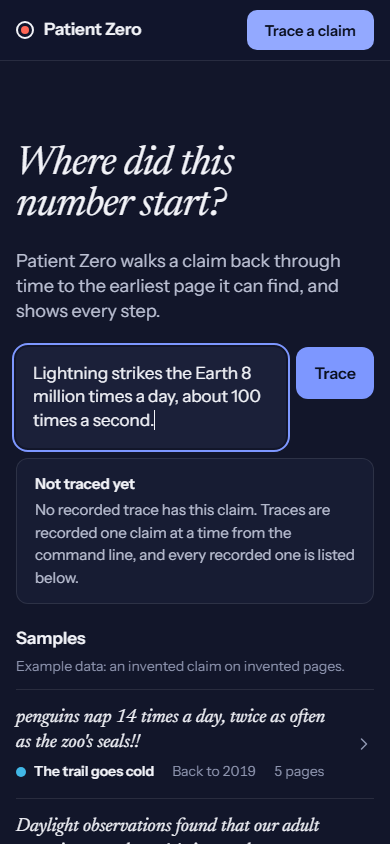 Patient Zero
Trace a claim
Where did this
number start?
Patient Zero walks a claim back through
time to the earliest page it can find, and
shows every step.
Lightning strikes the Earth 8
million times a day, about 100
times a second.
Trace
Not traced yet
No recorded trace has this claim. Traces are
recorded one claim at a time from the
command line, and every recorded one is listed
below.
Samples
Example data: an invented claim on invented pages.
penguins nap 14 times a day, twice as often
as the zoo's seals!!
The trail goes cold Back to 2019 5 pages
Daylight observations found that our adult